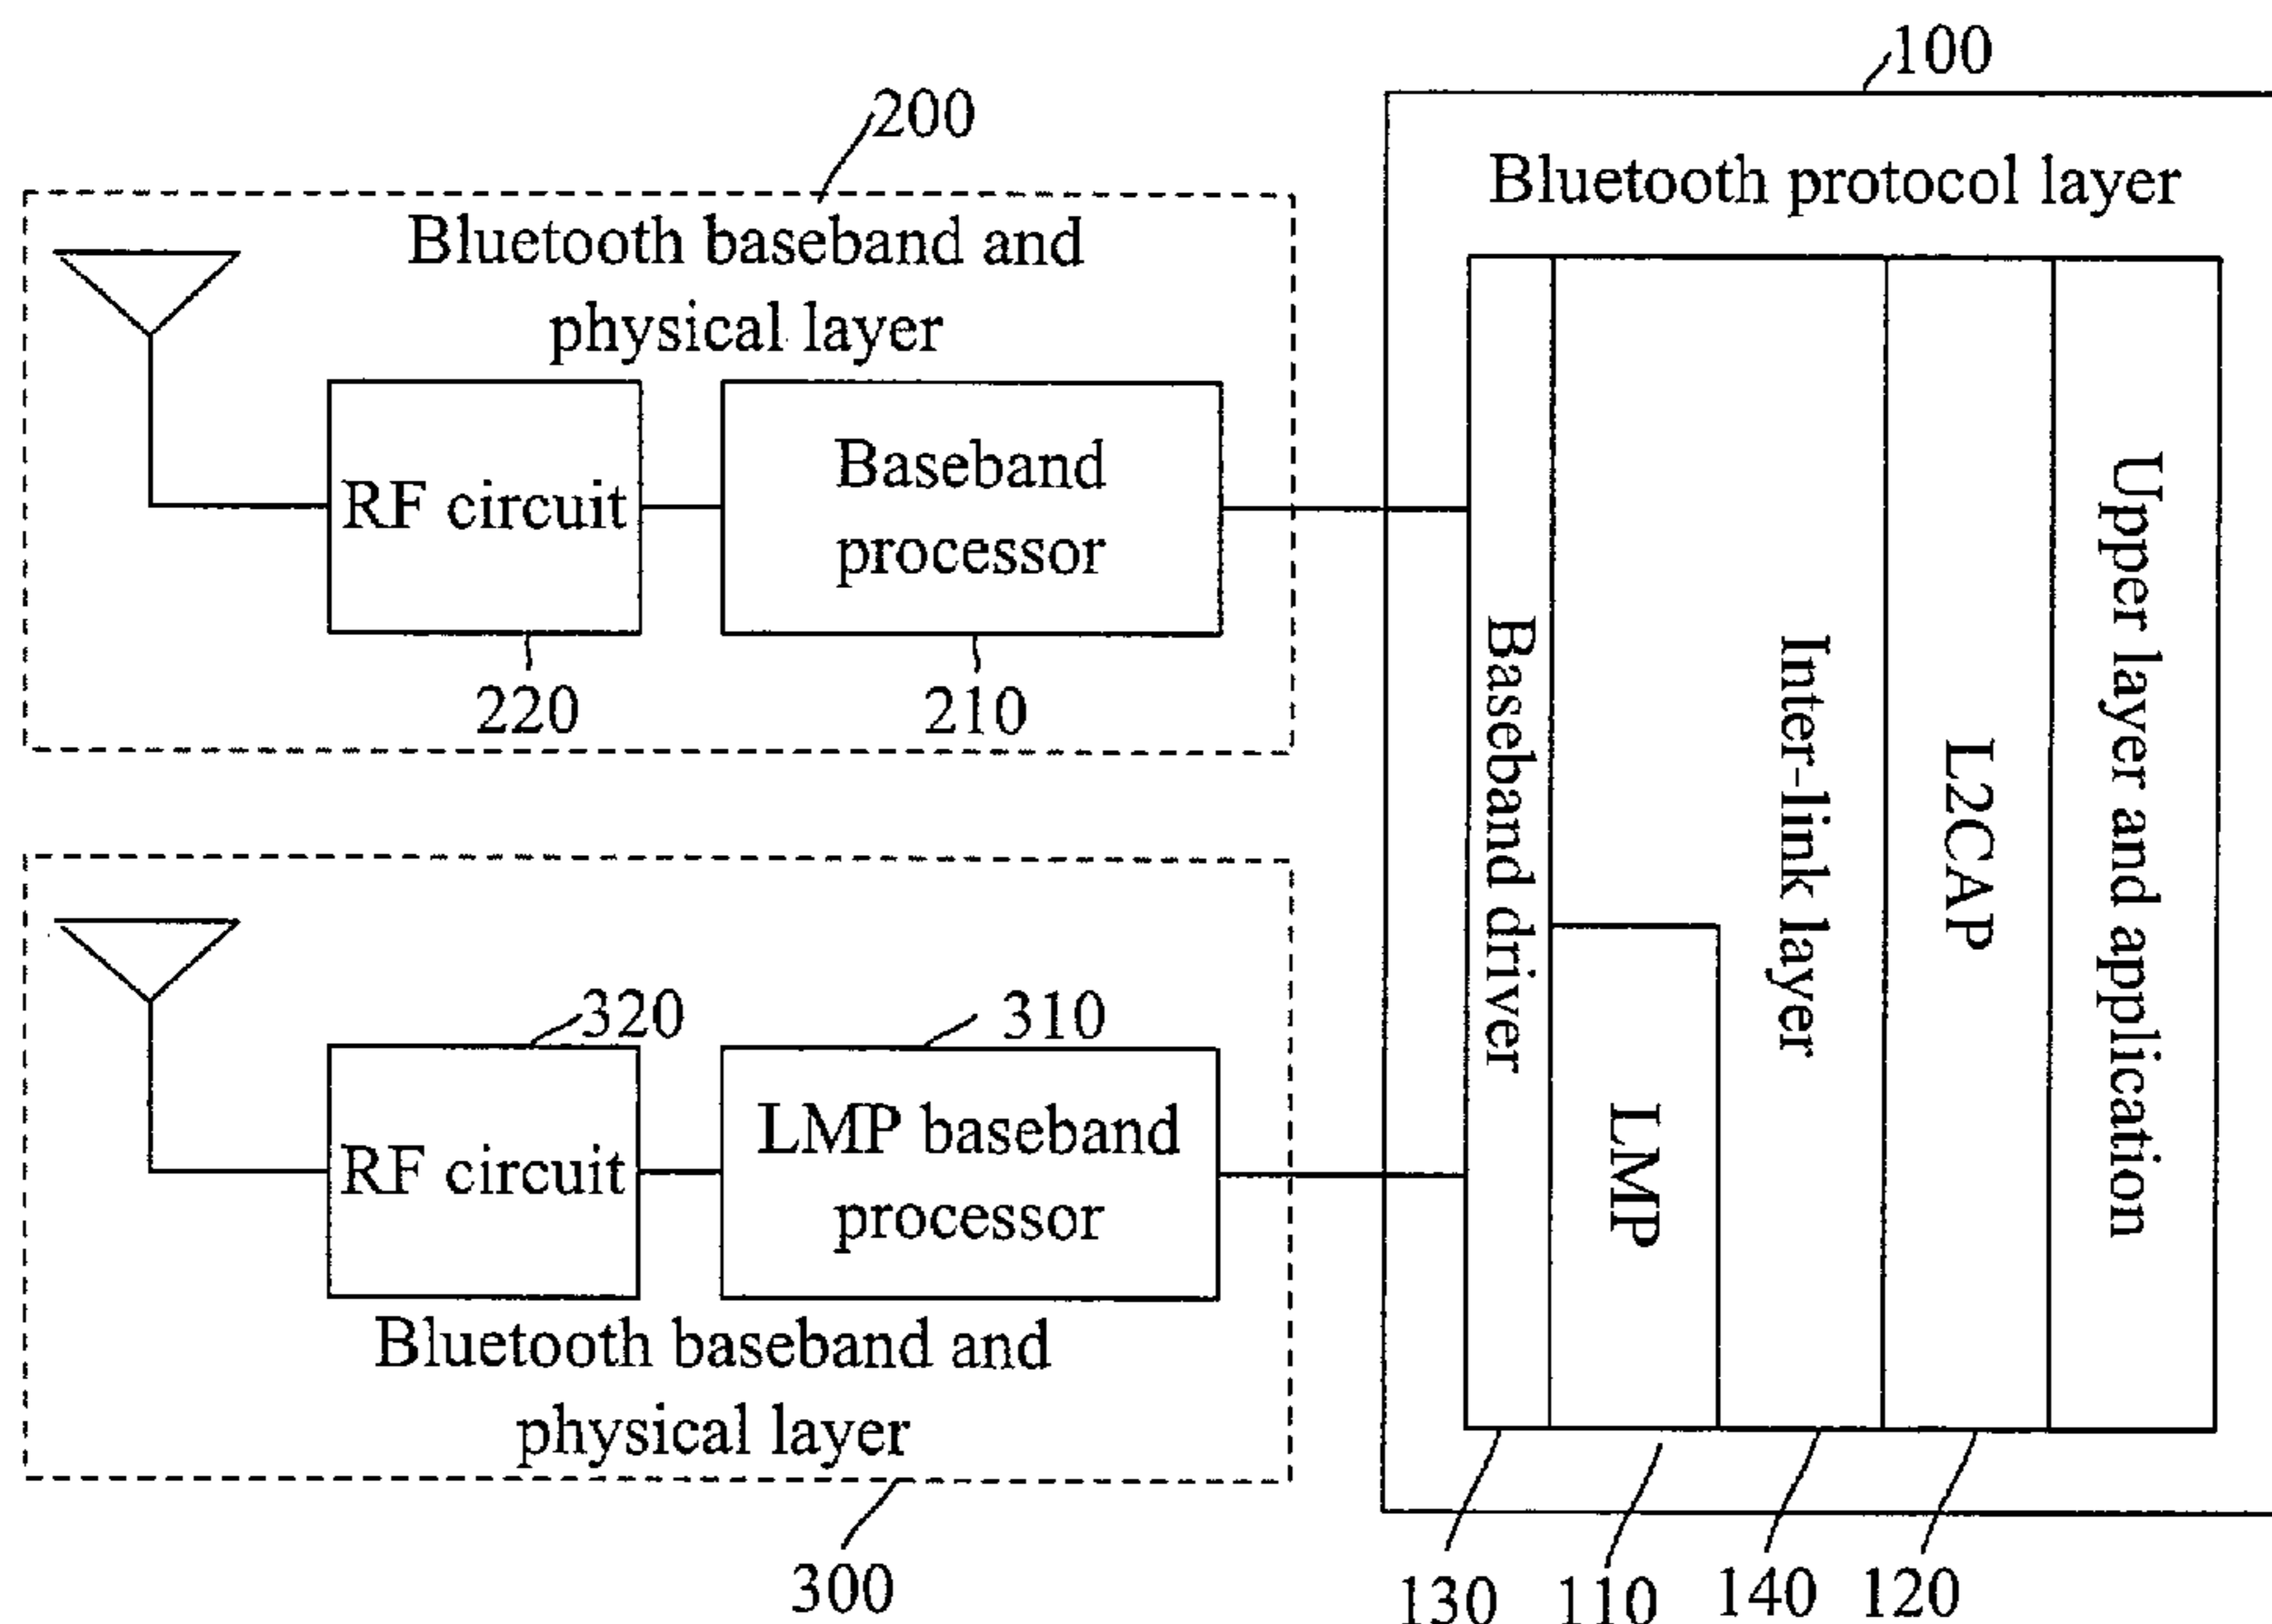 100
Bluetooth protocol layer
200
Bluetooth baseband and
physical layer
RF circuit
Baseband
processor
220
210
Baseband driver
Inter-link layer
LMP
L2CAP
Upper layer and application
320
310
RF circuit
LMP baseband
processor
Bluetooth baseband and
physical layer
300
130
110
140
120